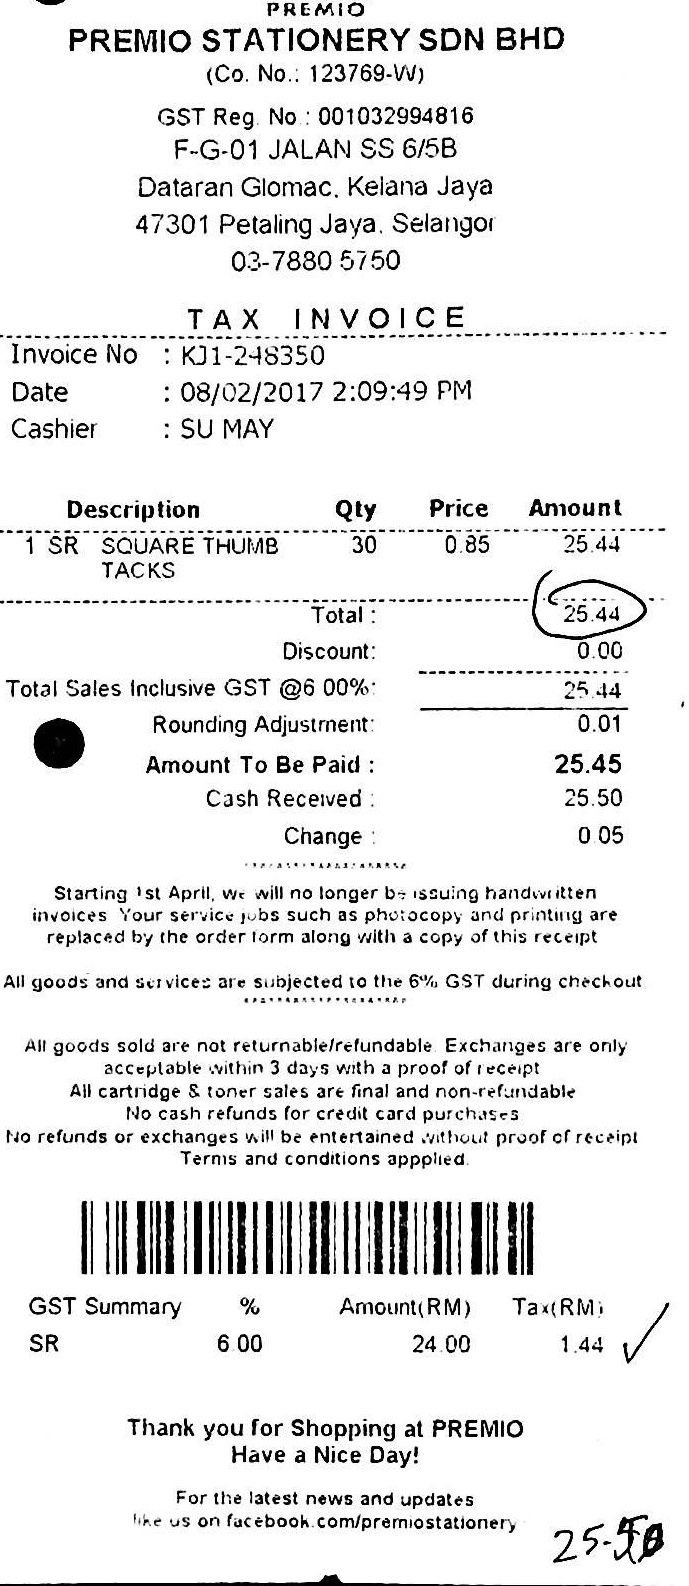 PREMIO
PREMIO STATIONERY SDN BHD
(Co. No.: 123769-W)
GST Reg. No : 001032994816
F-G-01 JALAN SS 6/5B
Dataran Glomac, Kelana Jaya
47301 Petaling Jaya, Selangor
03-7880 5750
TAX INVOICE
Invoice No : KJ1-248350
Date : 08/02/2017 2:09:49 PM
Cashier : SU MAY
Description Qty Price Amount
1 SR SQUARE THUMB 30 0.85 25.44
TACKS
Total : 25.44
Discount: 0.00
Total Sales Inclusive GST @6.00%: 25.44
Rounding Adjustment: 0.01
Amount To Be Paid : 25.45
Cash Received : 25.50
Change : 0.05
Starting 1st April, we will no longer be issuing handwritten
invoices. Your service jobs such as photocopy and printing are
replaced by the order form along with a copy of this receipt
All goods and services are subjected to the 6% GST during checkout
All goods sold are not returnable/refundable. Exchanges are only
acceptable within 3 days with a proof of receipt
All cartridge & toner sales are final and non-refundable
No cash refunds for credit card purchases
No refunds or exchanges will be entertained without proof of receipt
Terms and conditions appplied.
GST Summary % Amount(RM) Tax(RM)
SR 6.00 24.00 1.44
Thank you for Shopping at PREMIO
Have a Nice Day!
For the latest news and updates
like us on facebook.com/premiostationery